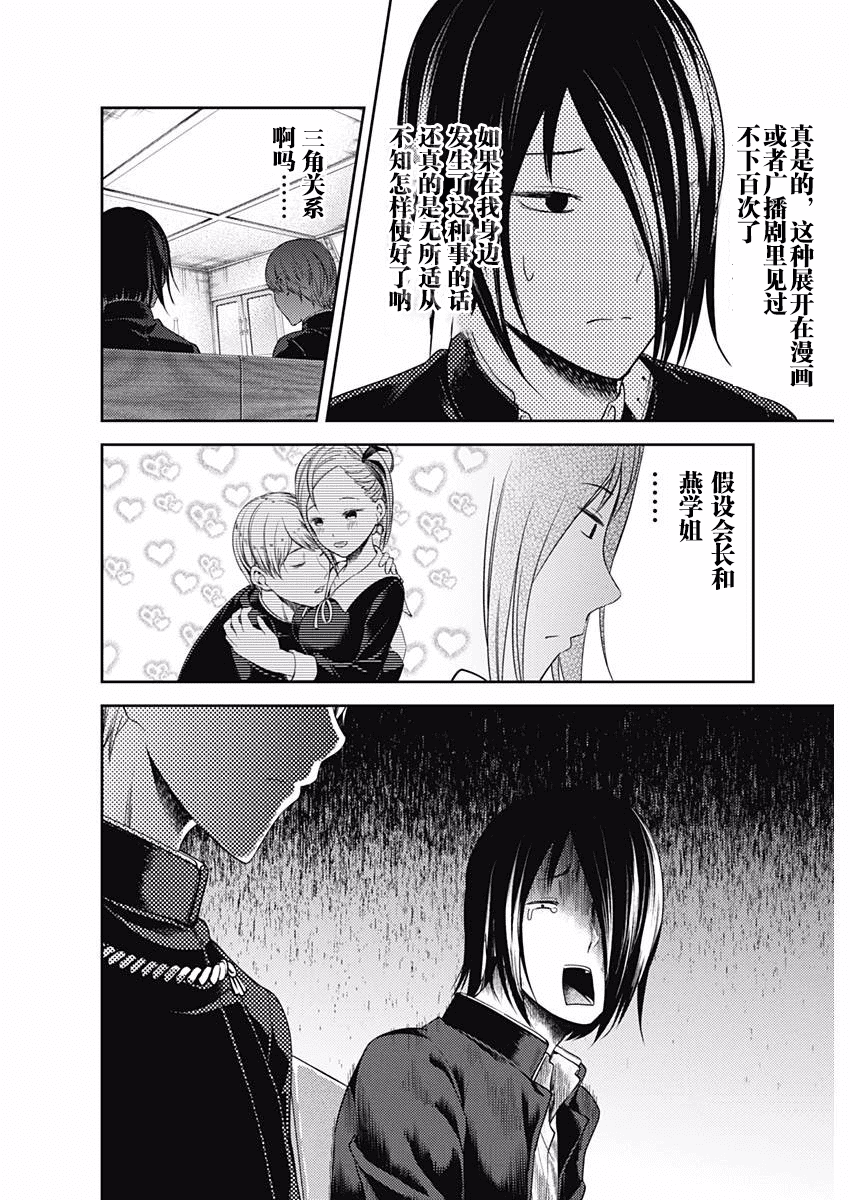 真是的，这种展开在漫画
或者广播剧里见过
不下百次了
如果在我身边
发生了这种事的话
还真的是无所适从
不知怎样使好了呐
三角关系
啊吗……
假设会长和
燕学姐
……